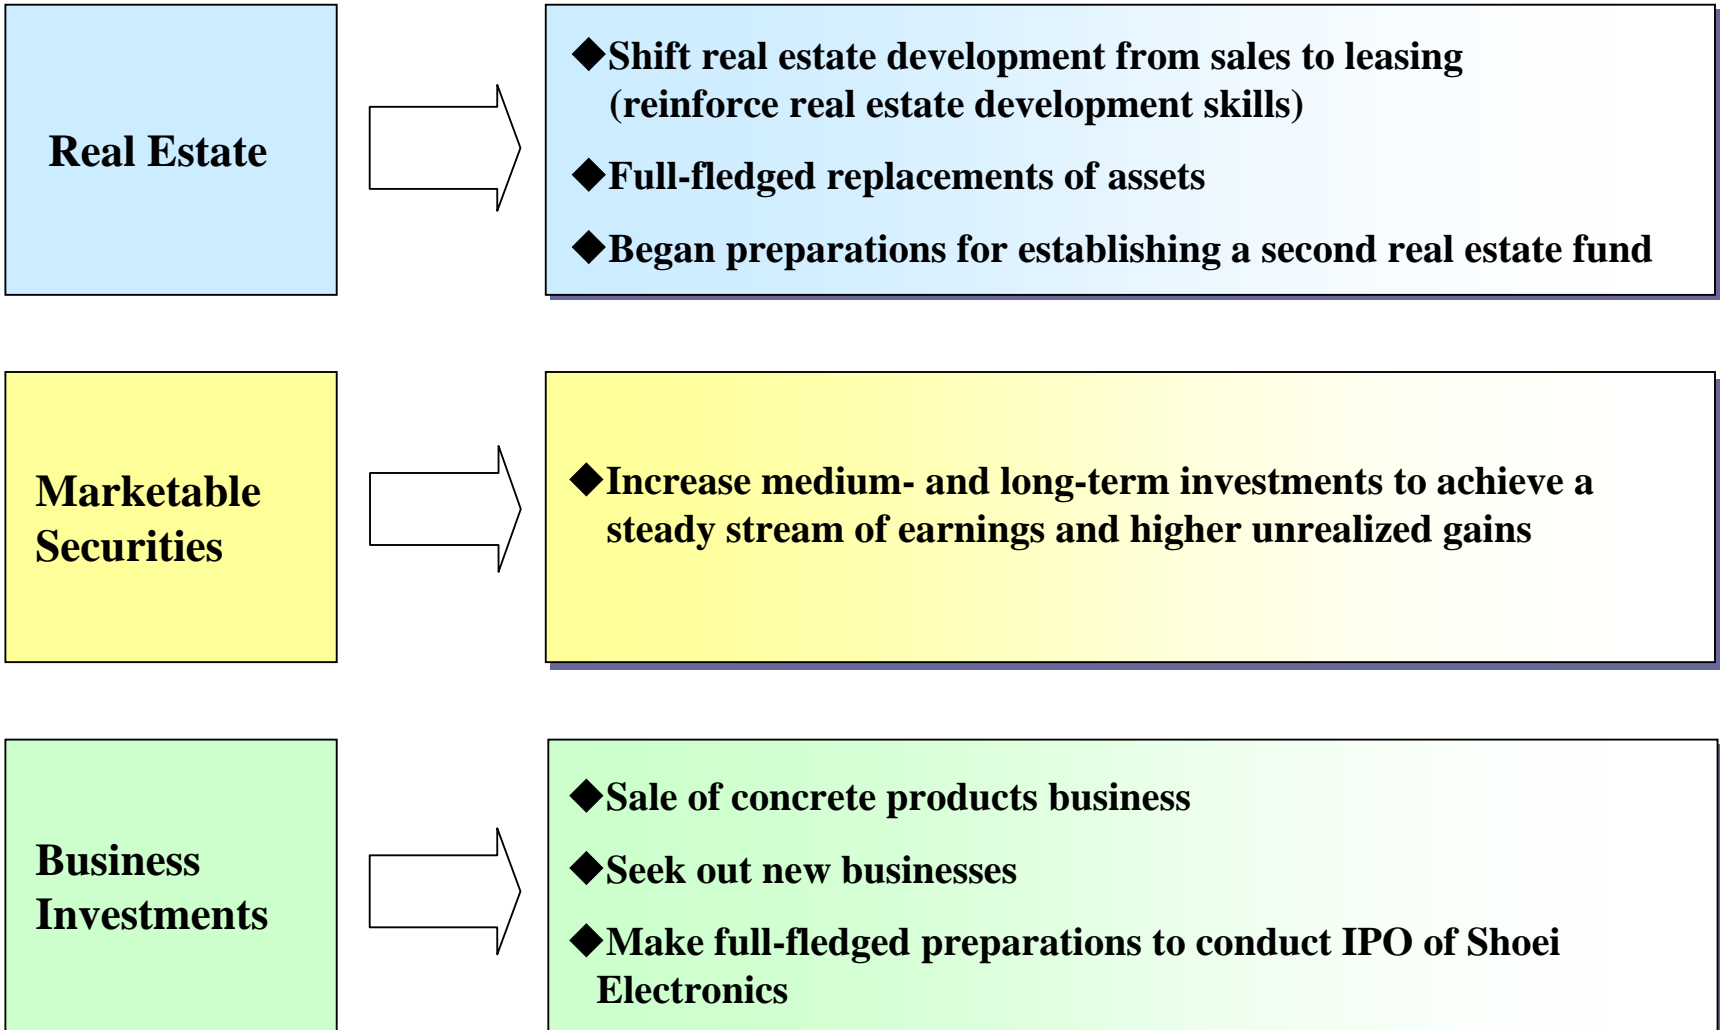 Real Estate
◆Shift real estate development from sales to leasing
(reinforce real estate development skills)
◆Full-fledged replacements of assets
◆Began preparations for establishing a second real estate fund
Marketable
Securities
◆Increase medium- and long-term investments to achieve a
steady stream of earnings and higher unrealized gains
Business
Investments
◆Sale of concrete products business
◆Seek out new businesses
◆Make full-fledged preparations to conduct IPO of Shoei
Electronics